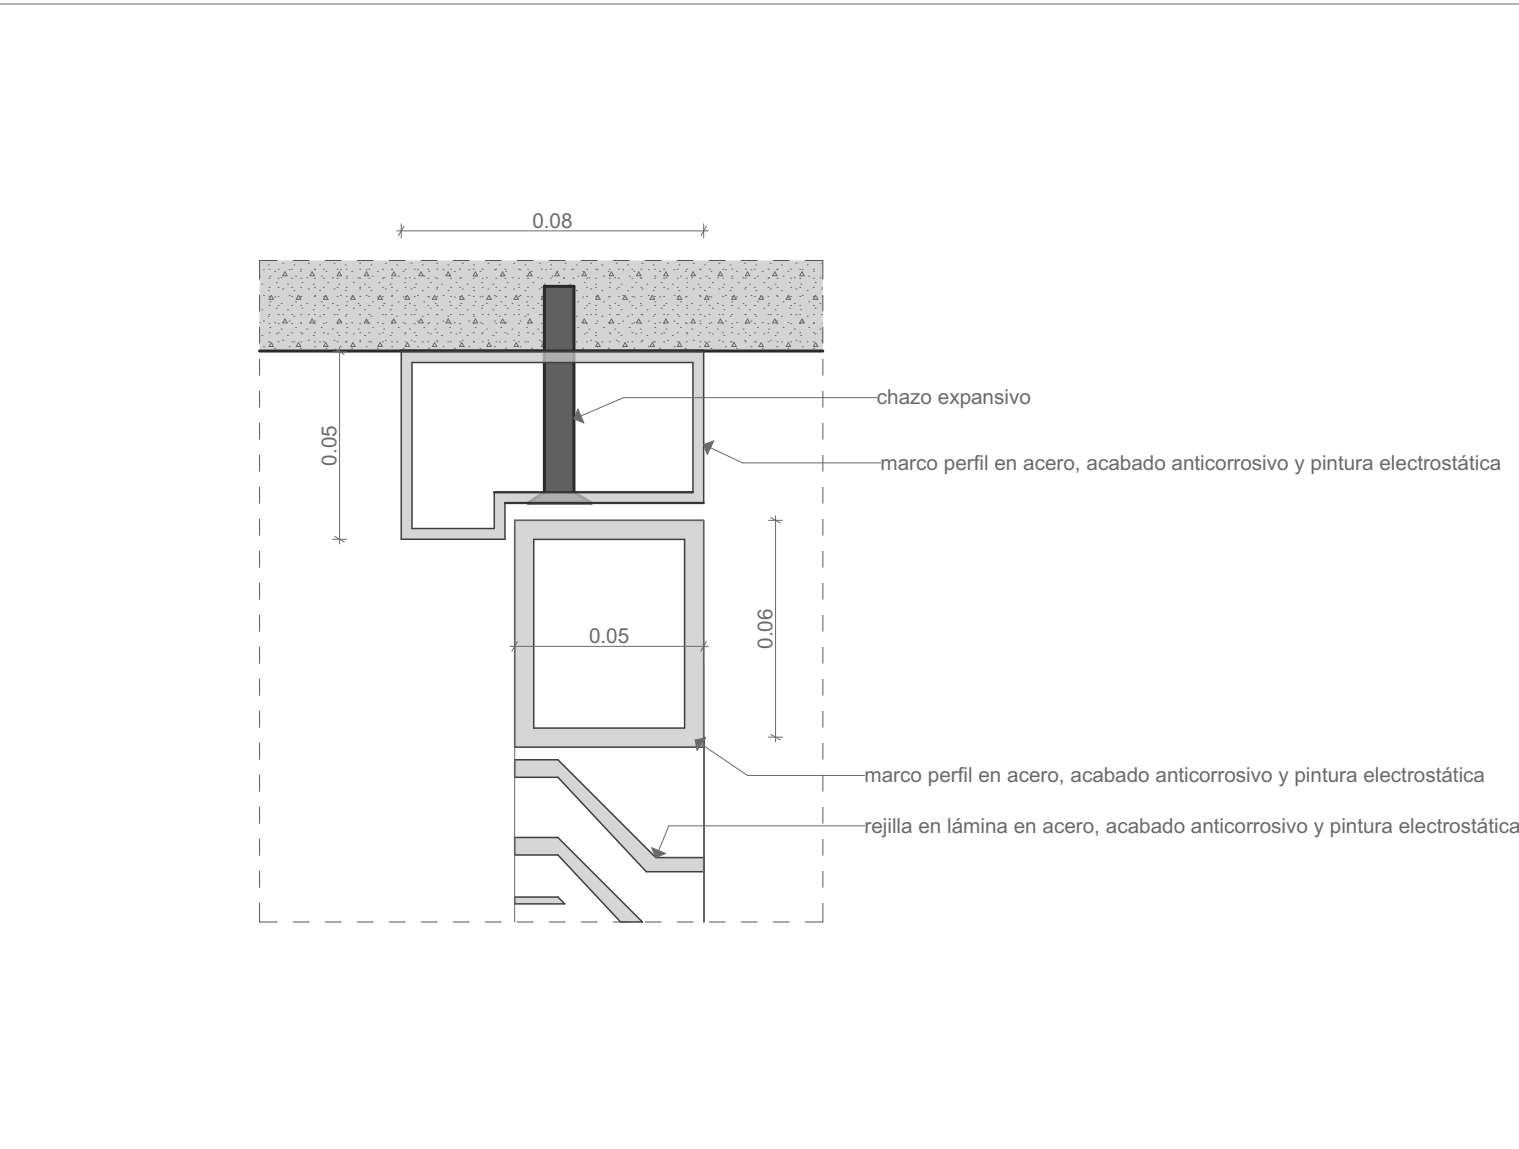 0.08
chazo expansivo
0.05
marco perfil en acero, acabado anticorrosivo y pintura electrostática
0.05
0.06
marco perfil en acero, acabado anticorrosivo y pintura electrostática
rejilla en lámina en acero, acabado anticorrosivo y pintura electrostática